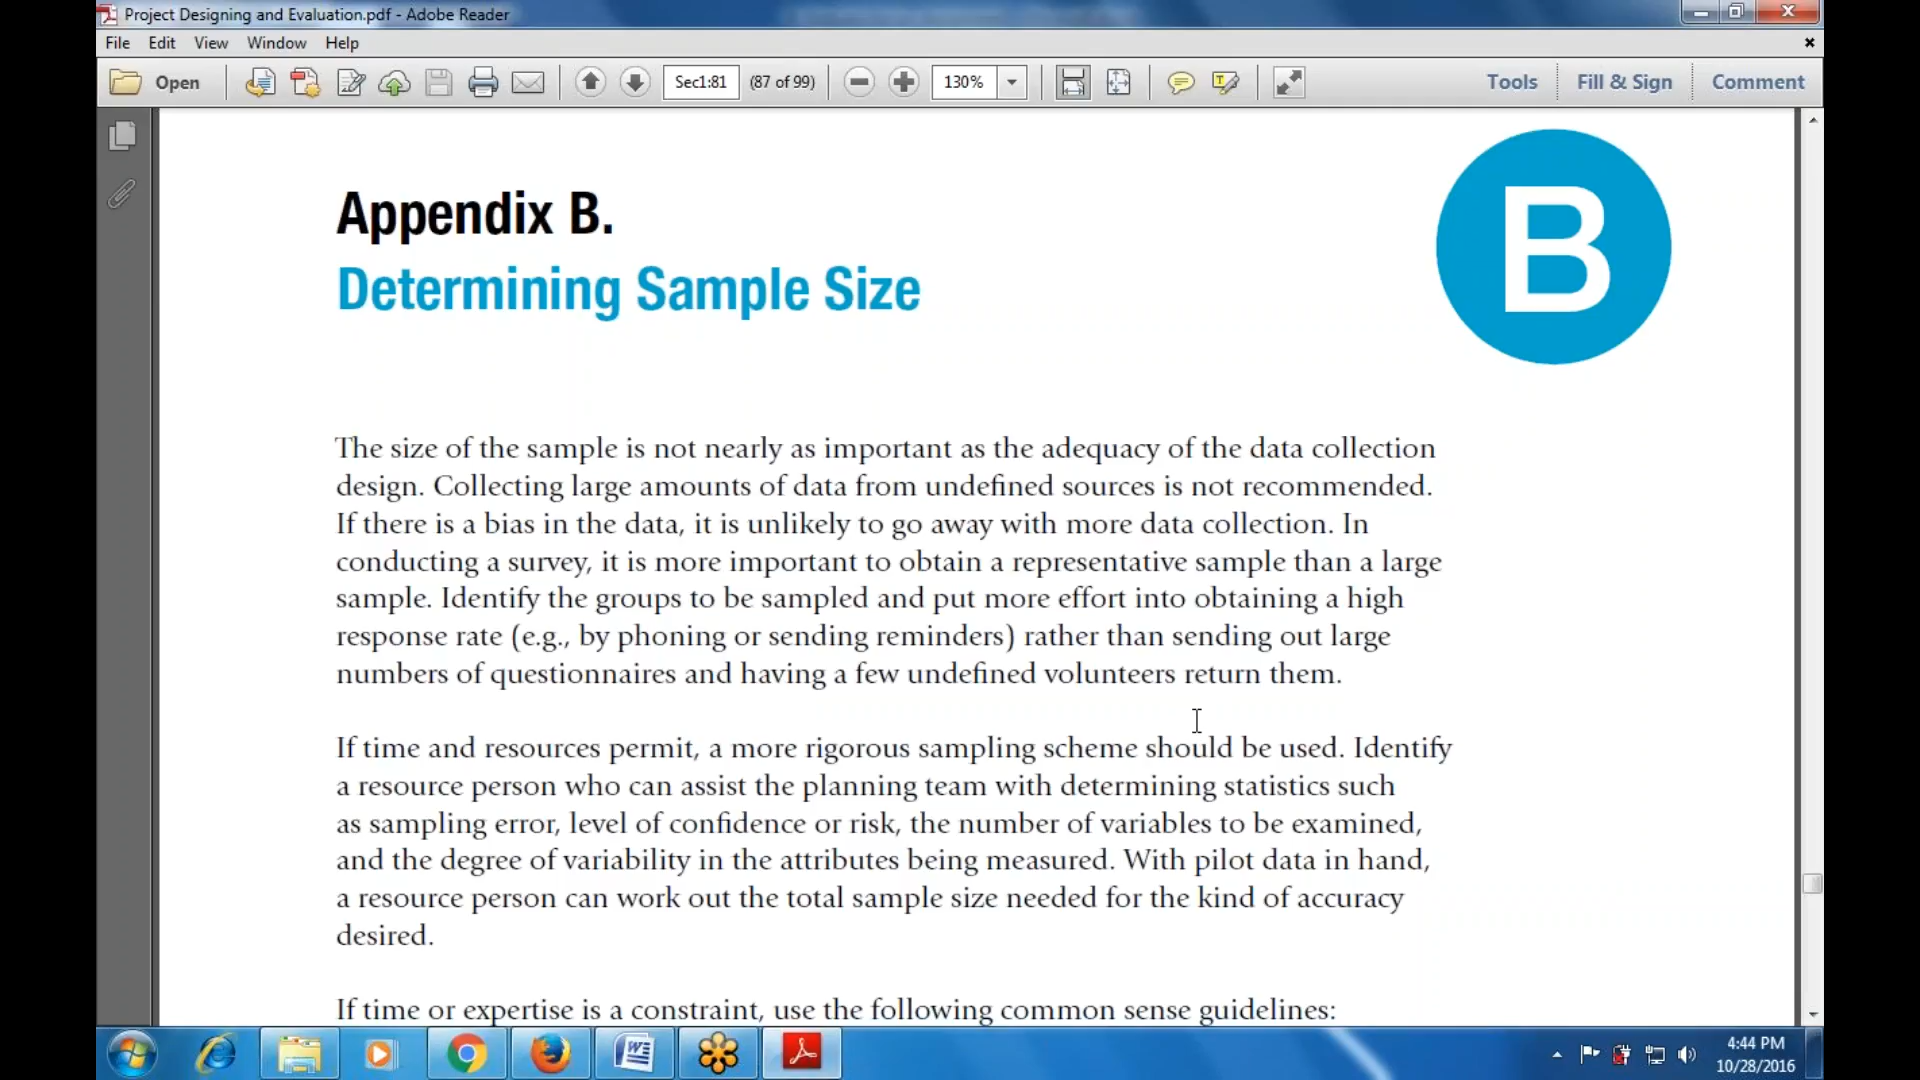 Project Designing and Evaluation.pdf - Adobe Reader
File Edit View Window Help
Open Sec1:81 (87 of 99) 130% Tools Fill & Sign Comment
Appendix B.
B
Determining Sample Size
The size of the sample is not nearly as important as the adequacy of the data collection
design. Collecting large amounts of data from undefined sources is not recommended.
If there is a bias in the data, it is unlikely to go away with more data collection. In
conducting a survey, it is more important to obtain a representative sample than a large
sample. Identify the groups to be sampled and put more effort into obtaining a high
response rate (e.g., by phoning or sending reminders) rather than sending out large
numbers of questionnaires and having a few undefined volunteers return them.
If time and resources permit, a more rigorous sampling scheme should be used. Identify
a resource person who can assist the planning team with determining statistics such
as sampling error, level of confidence or risk, the number of variables to be examined,
and the degree of variability in the attributes being measured. With pilot data in hand,
a resource person can work out the total sample size needed for the kind of accuracy
desired.
If time or expertise is a constraint, use the following common sense guidelines:
4:44 PM
10/28/2016